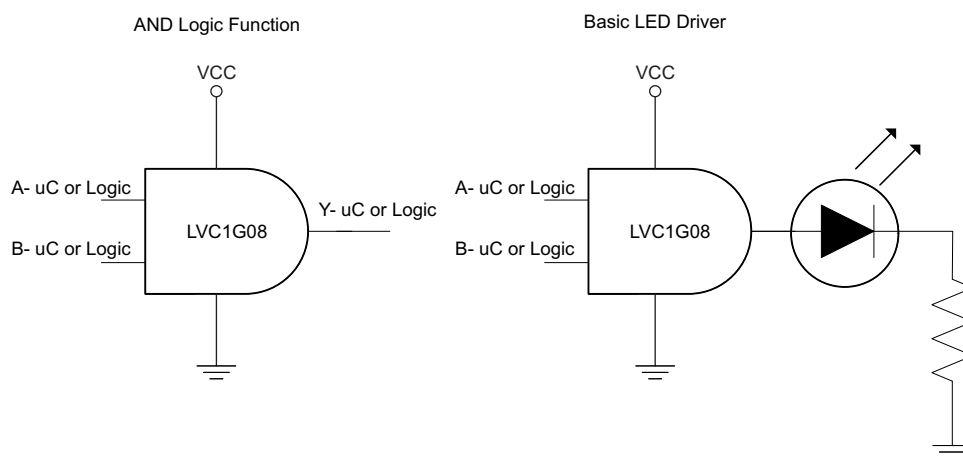 AND Logic Function
VCC
A- uC or Logic
B- uC or Logic
LVC1G08
Y- uC or Logic
Basic LED Driver
VCC
A- uC or Logic
B- uC or Logic
LVC1G08